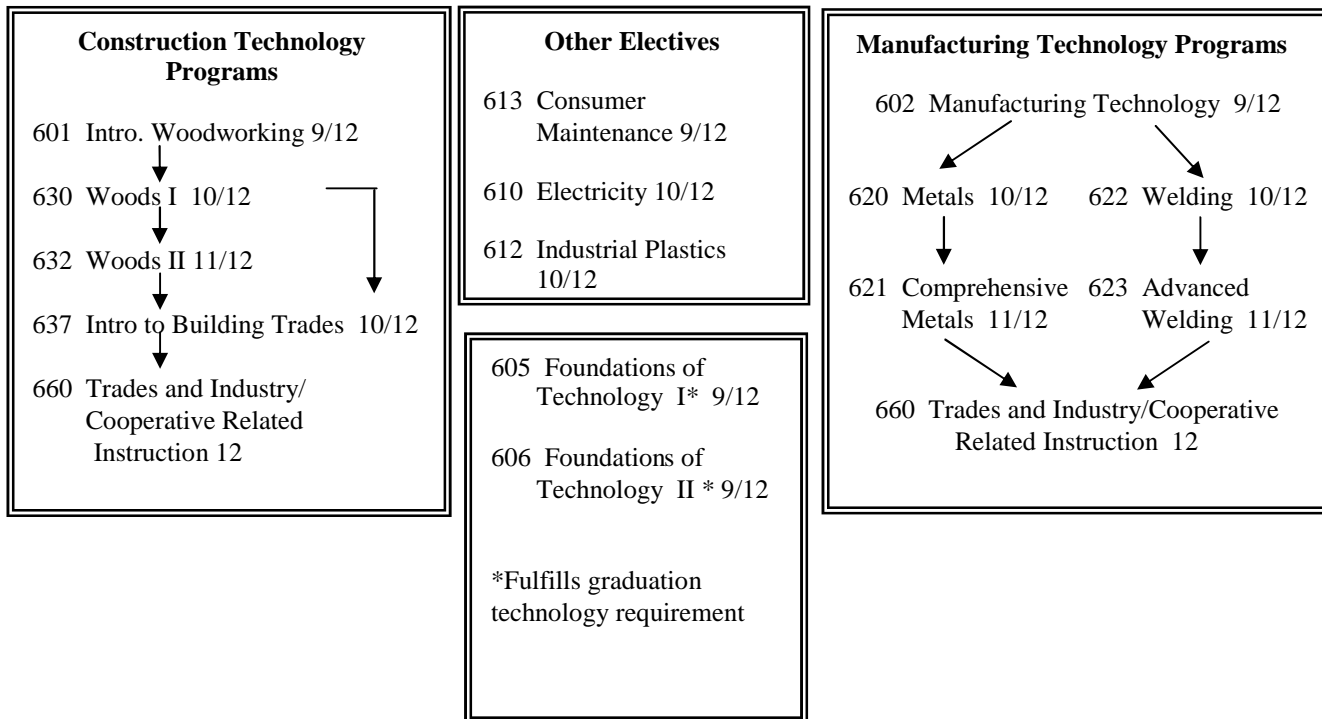 Construction Technology
Programs
601 Intro. Woodworking 9/12
630 Woods I 10/12
632 Woods II 11/12
637 Intro to Building Trades 10/12
660 Trades and Industry/
Cooperative Related
Instruction 12
Other Electives
613 Consumer
Maintenance 9/12
610 Electricity 10/12
612 Industrial Plastics
10/12
605 Foundations of
Technology I* 9/12
606 Foundations of
Technology II * 9/12
*Fulfills graduation
technology requirement
Manufacturing Technology Programs
602 Manufacturing Technology 9/12
620 Metals 10/12
622 Welding 10/12
621 Comprehensive
Metals 11/12
623 Advanced
Welding 11/12
660 Trades and Industry/Cooperative
Related Instruction 12